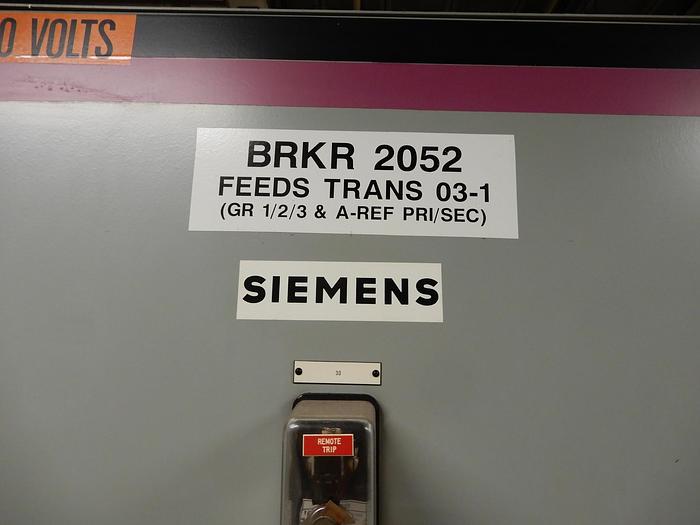 0 VOLTS
BRKR 2052
FEEDS TRANS 03-1
(GR 1/2/3 & A-REF PRI/SEC)
SIEMENS
30
REMOTE
TRIP